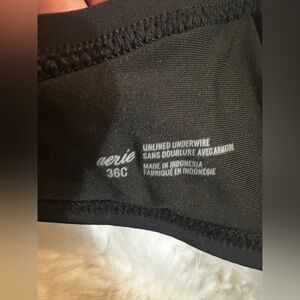 aerie
36C
UNLINED UNDERWIRE
SANS DOUBLURE AVEC ARMATURE
MADE IN INDONESIA
FABRIQUÉ EN INDONÉSIE